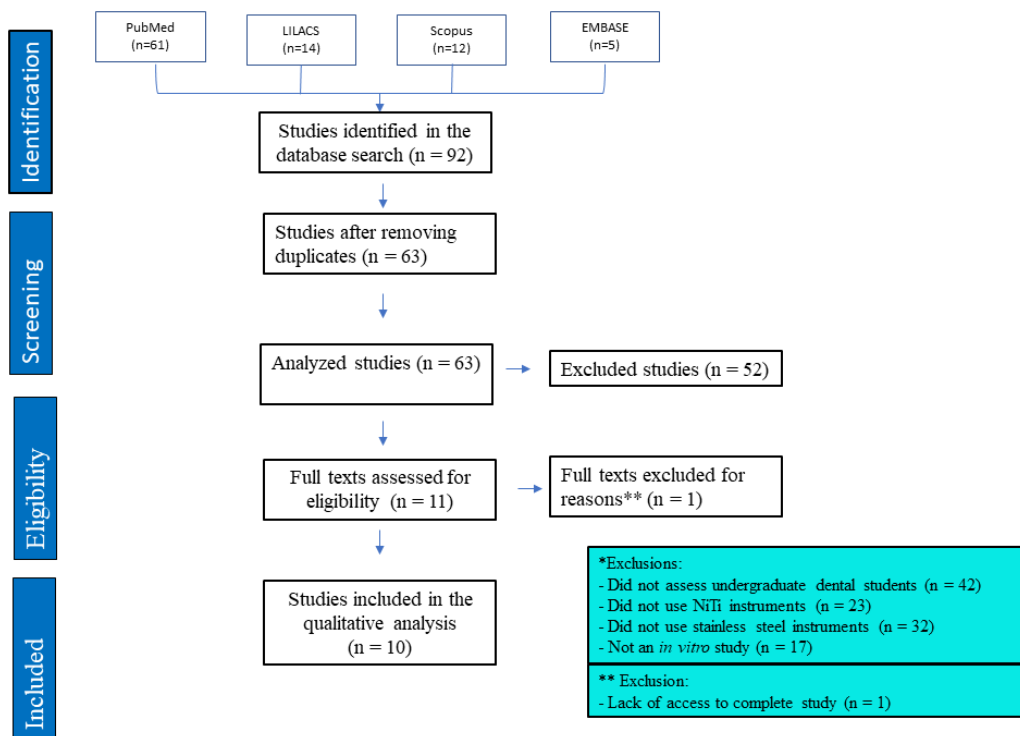 PubMed
(n=61)
LILACS
(n=14)
Scopus
(n=12)
EMBASE
(n=5)
Identification
Studies identified in the
database search (n = 92)
Screening
Studies after removing
duplicates (n = 63)
Analyzed studies (n = 63)
Excluded studies (n = 52)
Eligibility
Full texts assessed for
eligibility (n = 11)
Full texts excluded for
reasons** (n = 1)
Included
Studies included in the
qualitative analysis
(n = 10)
*Exclusions:
- Did not assess undergraduate dental students (n = 42)
- Did not use NiTi instruments (n = 23)
- Did not use stainless steel instruments (n = 32)
- Not an in vitro study (n = 17)
** Exclusion:
- Lack of access to complete study (n = 1)